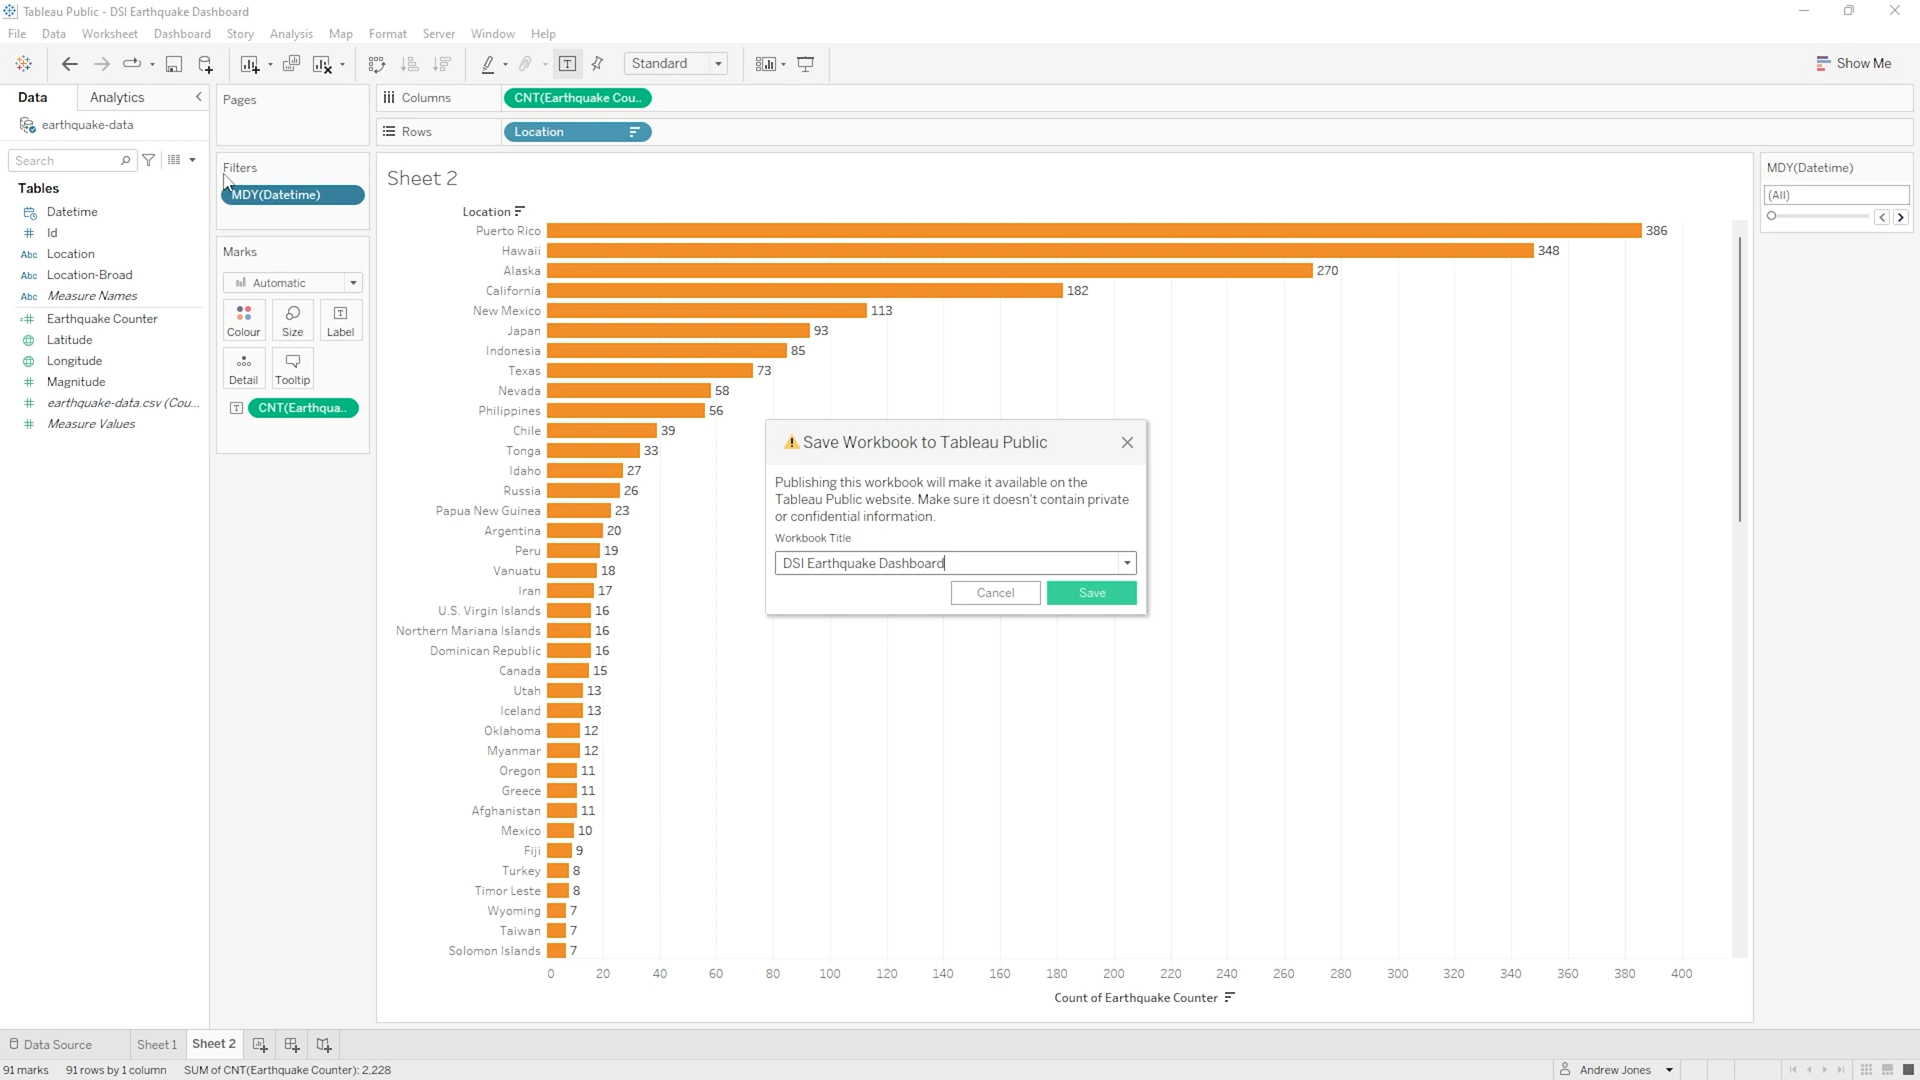 Tableau Public - DSI Earthquake Dashboard
File Data Worksheet Dashboard Story Analysis Map Format Server Window Help
Standard
Show Me
Data Analytics
earthquake-data
Search
Tables
Datetime
# Id
Abc Location
Abc Location-Broad
Abc Measure Names
=# Earthquake Counter
Latitude
Longitude
# Magnitude
# earthquake-data.csv (Cou...
# Measure Values
Pages
Filters
MDY(Datetime)
Marks
Automatic
Colour Size Label
Detail Tooltip
CNT(Earthqua..
Columns CNT(Earthquake Cou..
Rows Location
Sheet 2
Location
Puerto Rico 386
Hawaii 348
Alaska 270
California 182
New Mexico 113
Japan 93
Indonesia 85
Texas 73
Nevada 58
Philippines 56
Chile 39
Tonga 33
Idaho 27
Russia 26
Papua New Guinea 23
Argentina 20
Peru 19
Vanuatu 18
Iran 17
U.S. Virgin Islands 16
Northern Mariana Islands 16
Dominican Republic 16
Canada 15
Utah 13
Iceland 13
Oklahoma 12
Myanmar 12
Oregon 11
Greece 11
Afghanistan 11
Mexico 10
Fiji 9
Turkey 8
Timor Leste 8
Wyoming 7
Taiwan 7
Solomon Islands 7
0 20 40 60 80 100 120 140 160 180 200 220 240 260 280 300 320 340 360 380 400
Count of Earthquake Counter
Save Workbook to Tableau Public
Publishing this workbook will make it available on the
Tableau Public website. Make sure it doesn't contain private
or confidential information.
Workbook Title
DSI Earthquake Dashboard
Cancel Save
MDY(Datetime)
(All)
Data Source Sheet 1 Sheet 2
91 marks 91 rows by 1 column SUM of CNT(Earthquake Counter): 2,228
Andrew Jones